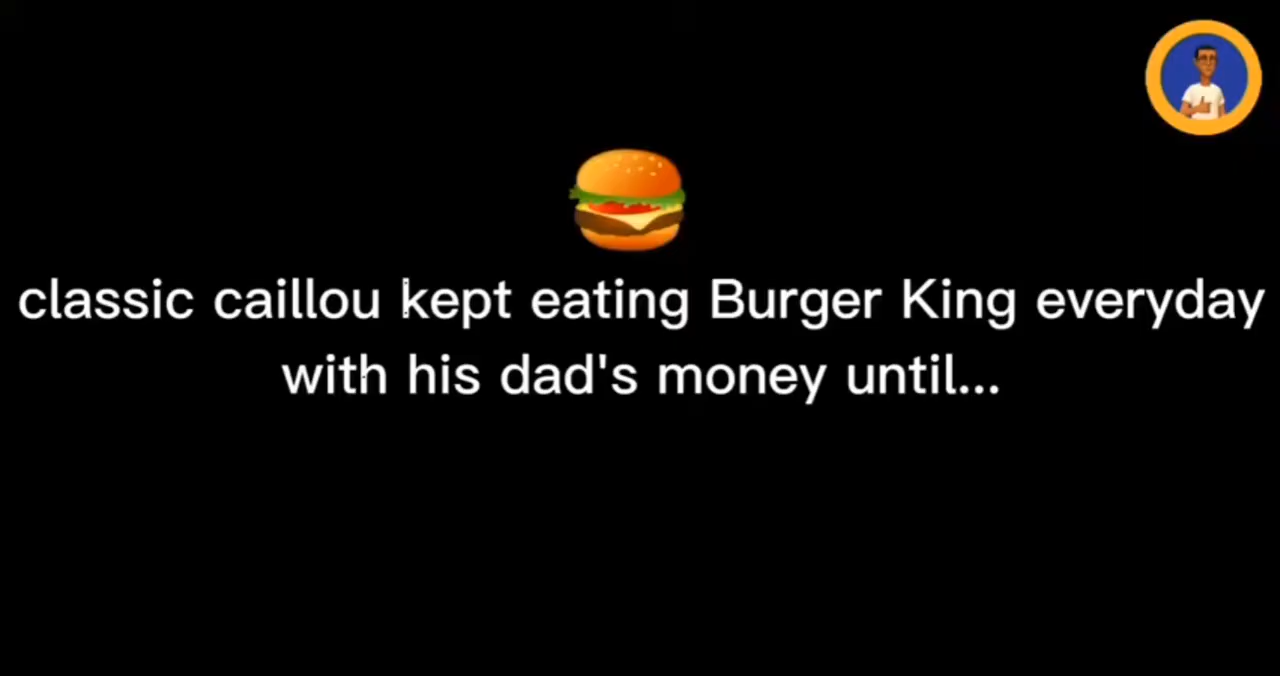 classic caillou kept eating Burger King everyday
with his dad's money until...